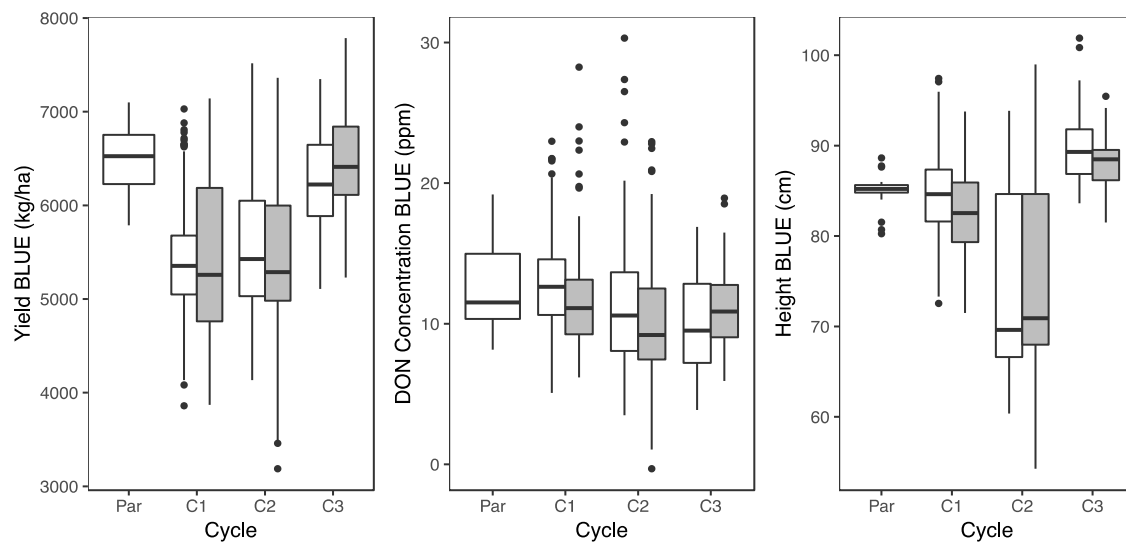 Yield BLUE (kg/ha)
8000
7000
6000
5000
4000
3000
Par C1 C2 C3
Cycle
DON Concentration BLUE (ppm)
30
20
10
0
Par C1 C2 C3
Cycle
Height BLUE (cm)
100
90
80
70
60
Par C1 C2 C3
Cycle